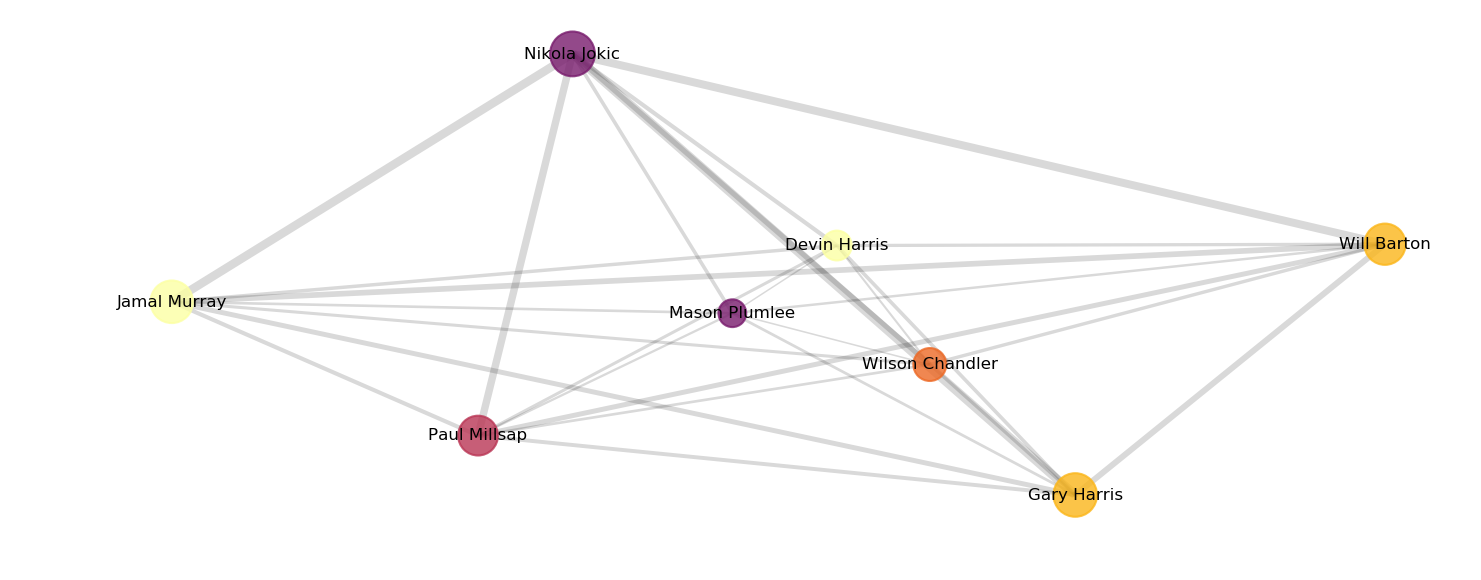 Nikola Jokic
Devin Harris
Will Barton
Jamal Murray
Mason Plumlee
Wilson Chandler
Paul Millsap
Gary Harris